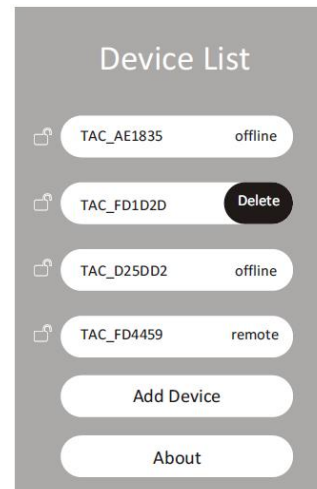 Device List
TAC_AE1835 offline
TAC_FD1D2D Delete
TAC_D25DD2 offline
TAC_FD4459 remote
Add Device
About